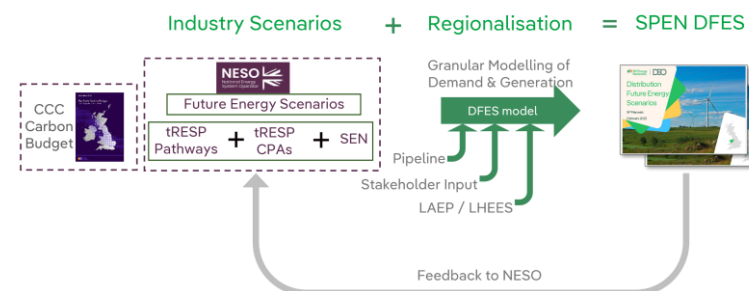 Industry Scenarios + Regionalisation = SPEN DFES
NESO
National Energy
System Operator
Future Energy Scenarios
tRESP
Pathways
+
tRESP
CPAs
+
SEN
CCC
Carbon
Budget
Granular Modelling of
Demand & Generation
DFES model
Pipeline
Stakeholder Input
LAEP / LHEES
DSO
Distribution
Future Energy
Scenarios
Feedback to NESO